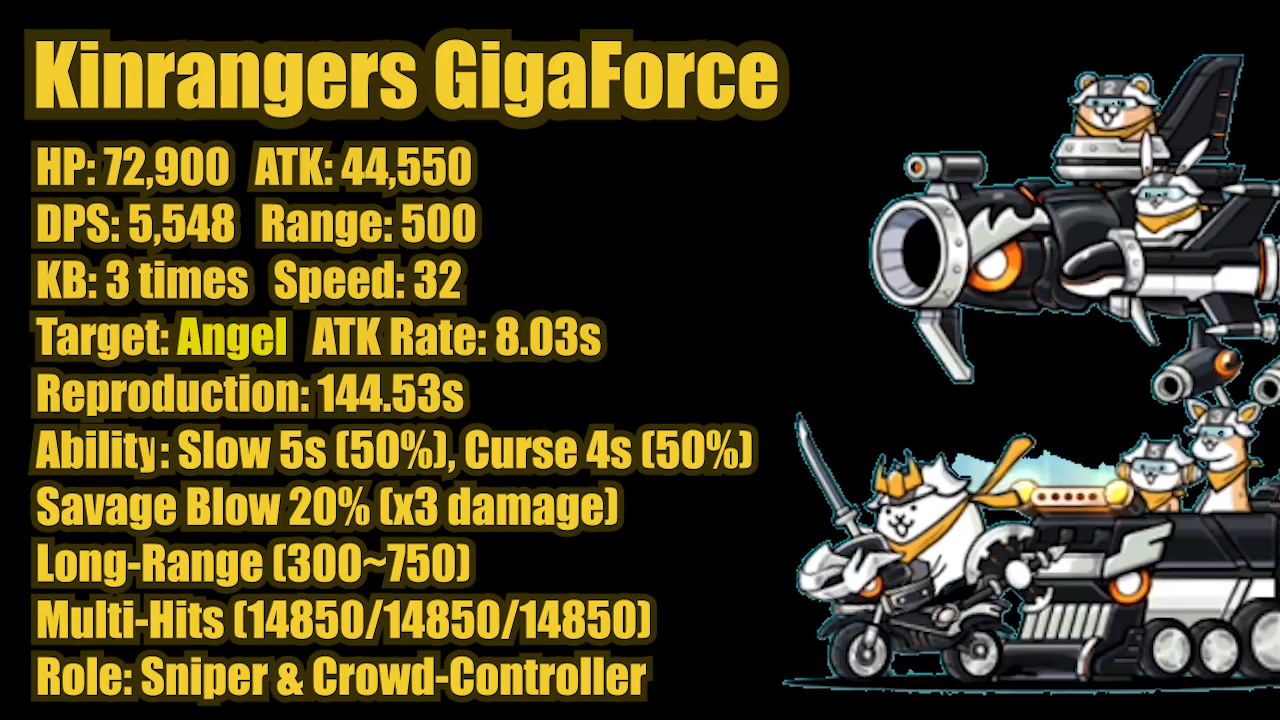 Kinrangers GigaForce
HP: 72,900 ATK: 44,550
DPS: 5,548 Range: 500
KB: 3 times Speed: 32
Target: Angel ATK Rate: 8.03s
Reproduction: 144.53s
Ability: Slow 5s (50%), Curse 4s (50%)
Savage Blow 20% (x3 damage)
Long-Range (300~750)
Multi-Hits (14850/14850/14850)
Role: Sniper & Crowd-Controller
2
F